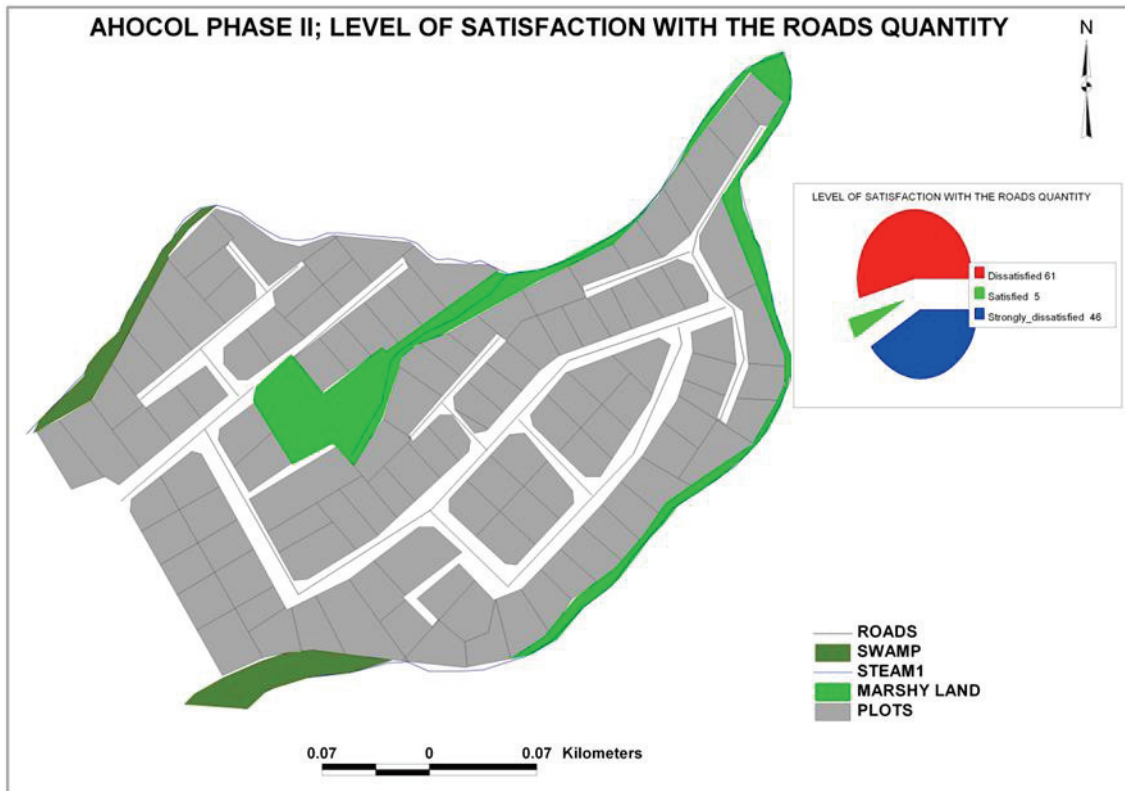 AHOCOL PHASE II; LEVEL OF SATISFACTION WITH THE ROADS QUANTITY
N
LEVEL OF SATISFACTION WITH THE ROADS QUANTITY
Dissatisfied 61
Satisfied 5
Strongly_dissatisfied 46
ROADS
SWAMP
STEAM1
MARSHY LAND
PLOTS
0.07 0 0.07 Kilometers